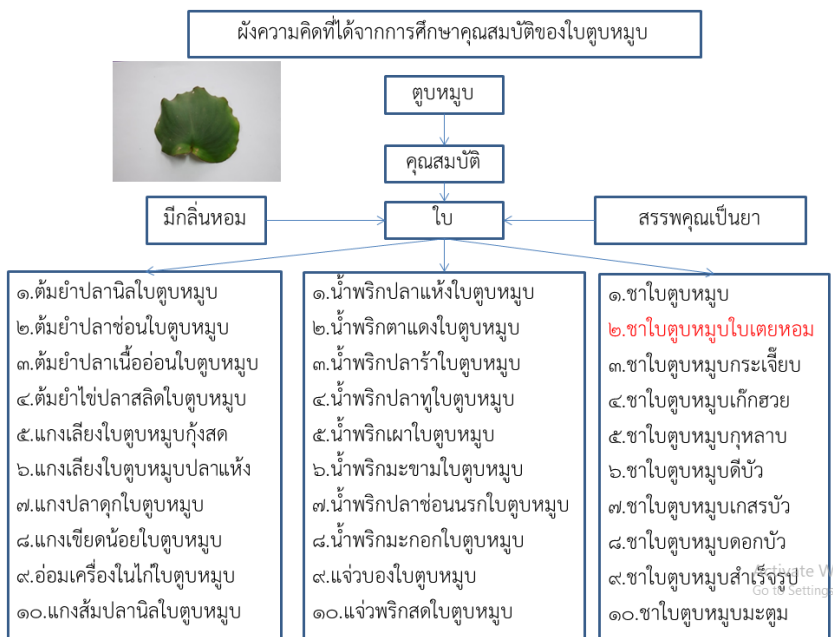 ผังความคิดที่ได้จากการศึกษาคุณสมบัติของใบตูบหมูบ
ตูบหมูบ
คุณสมบัติ
มีกลิ่นหอม
ใบ
สรรพคุณเป็นยา
๑.ต้มยำปลานิลใบตูบหมูบ
๒.ต้มยำปลาช่อนใบตูบหมูบ
๓.ต้มยำปลาเนื้ออ่อนใบตูบหมูบ
๔.ต้มยำไข่ปลาสลิดใบตูบหมูบ
๕.แกงเลียงใบตูบหมูบกุ้งสด
๖.แกงเลียงใบตูบหมูบปลาแห้ง
๗.แกงปลาดุกใบตูบหมูบ
๘.แกงเขียดน้อยใบตูบหมูบ
๙.อ่อมเครื่องในไก่ใบตูบหมูบ
๑๐.แกงส้มปลานิลใบตูบหมูบ
๑.น้ำพริกปลาแห้งใบตูบหมูบ
๒.น้ำพริกตาแดงใบตูบหมูบ
๓.น้ำพริกปลาร้าใบตูบหมูบ
๔.น้ำพริกปลาทูใบตูบหมูบ
๕.น้ำพริกเผาใบตูบหมูบ
๖.น้ำพริกมะขามใบตูบหมูบ
๗.น้ำพริกปลาช่อนนรกใบตูบหมูบ
๘.น้ำพริกมะกอกใบตูบหมูบ
๙.แจ่วบองใบตูบหมูบ
๑๐.แจ่วพริกสดใบตูบหมูบ
๑.ชาใบตูบหมูบ
๒.ชาใบตูบหมูบใบเตยหอม
๓.ชาใบตูบหมูบกระเจี๊ยบ
๔.ชาใบตูบหมูบเก๊กฮวย
๕.ชาใบตูบหมูบกุหลาบ
๖.ชาใบตูบหมูบดีบัว
๗.ชาใบตูบหมูบเกสรบัว
๘.ชาใบตูบหมูบดอกบัว
๙.ชาใบตูบหมูบสำเร็จรูป
๑๐.ชาใบตูบหมูบมะตูม
Activate W
Go to Settings